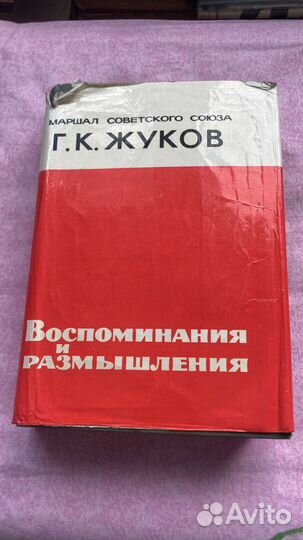 МАРШАЛ СОВЕТСКОГО СОЮЗА
Г. К. ЖУКОВ
ВОСПОМИНАНИЯ
И
РАЗМЫШЛЕНИЯ
Avito